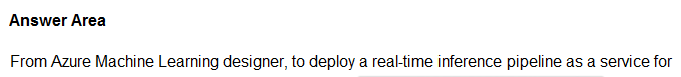 Answer Area
From Azure Machine Learning designer, to deploy a real-time inference pipeline as a service for